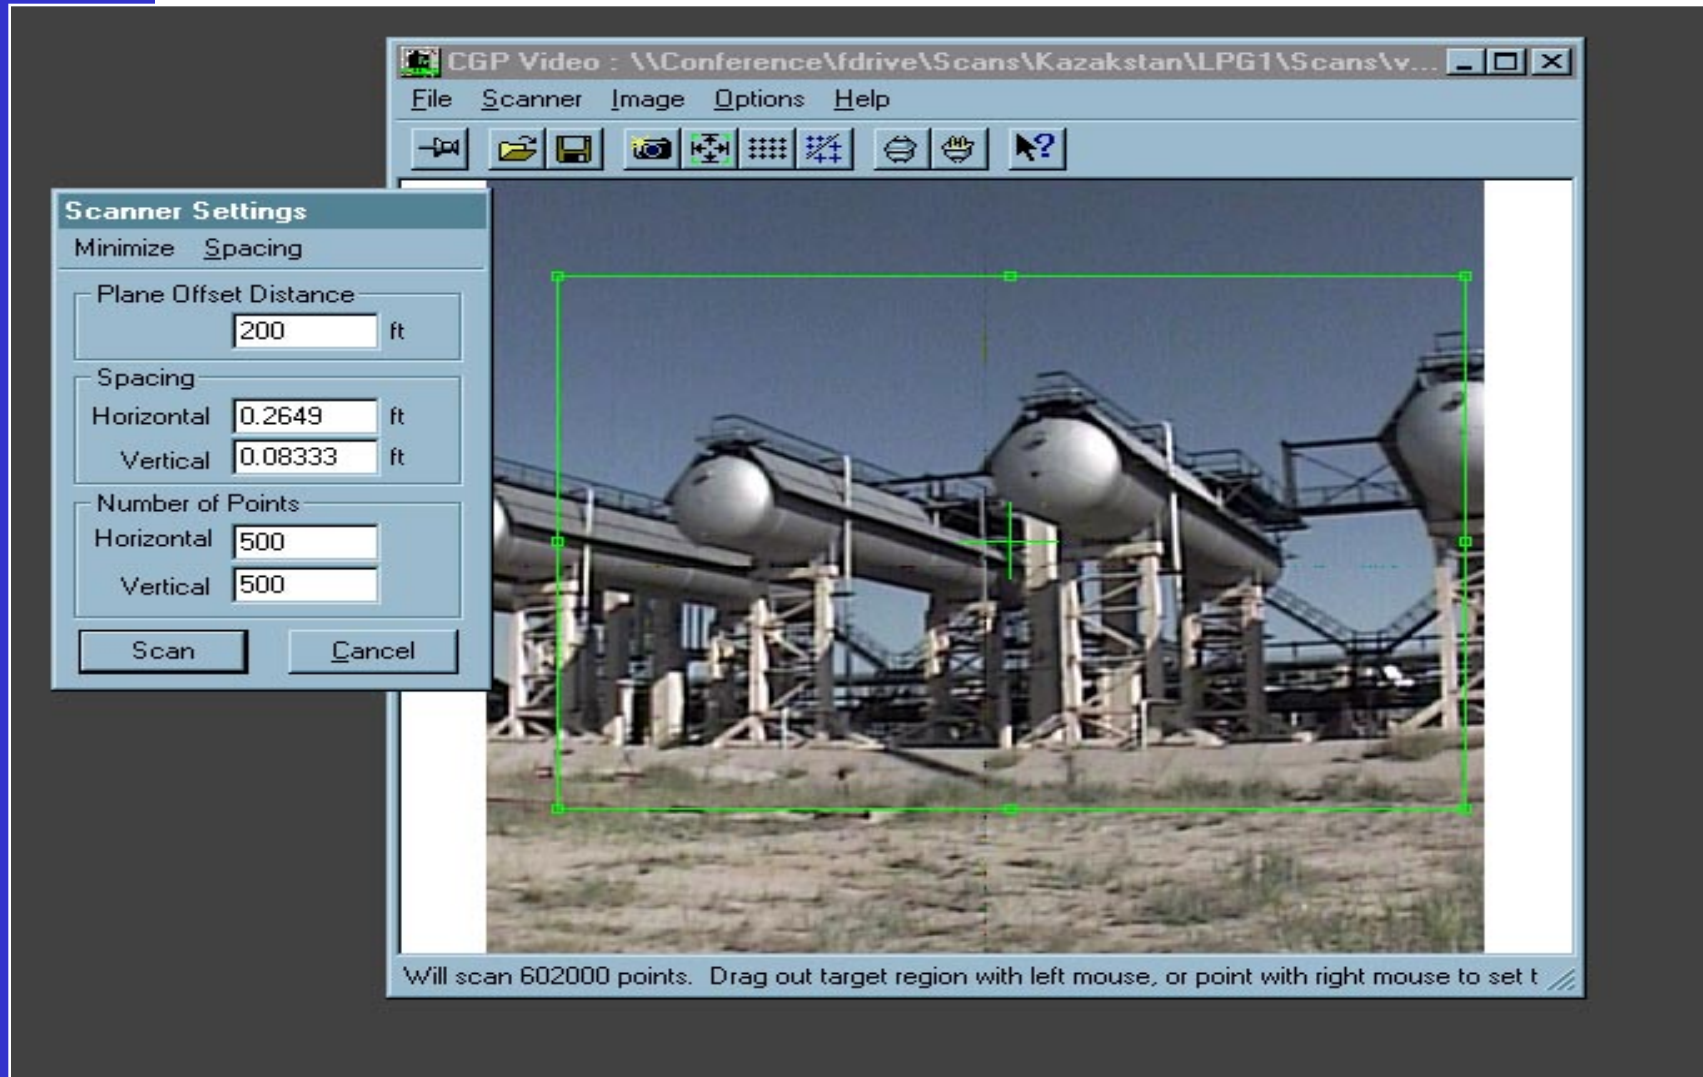 CGP Video : \\Conference\fdrive\Scans\Kazakstan\LPG1\Scans\v...
File Scanner Image Options Help
Scanner Settings
Minimize Spacing
Plane Offset Distance
200 ft
Spacing
Horizontal 0.2649 ft
Vertical 0.08333 ft
Number of Points
Horizontal 500
Vertical 500
Scan Cancel
Will scan 602000 points. Drag out target region with left mouse, or point with right mouse to set t